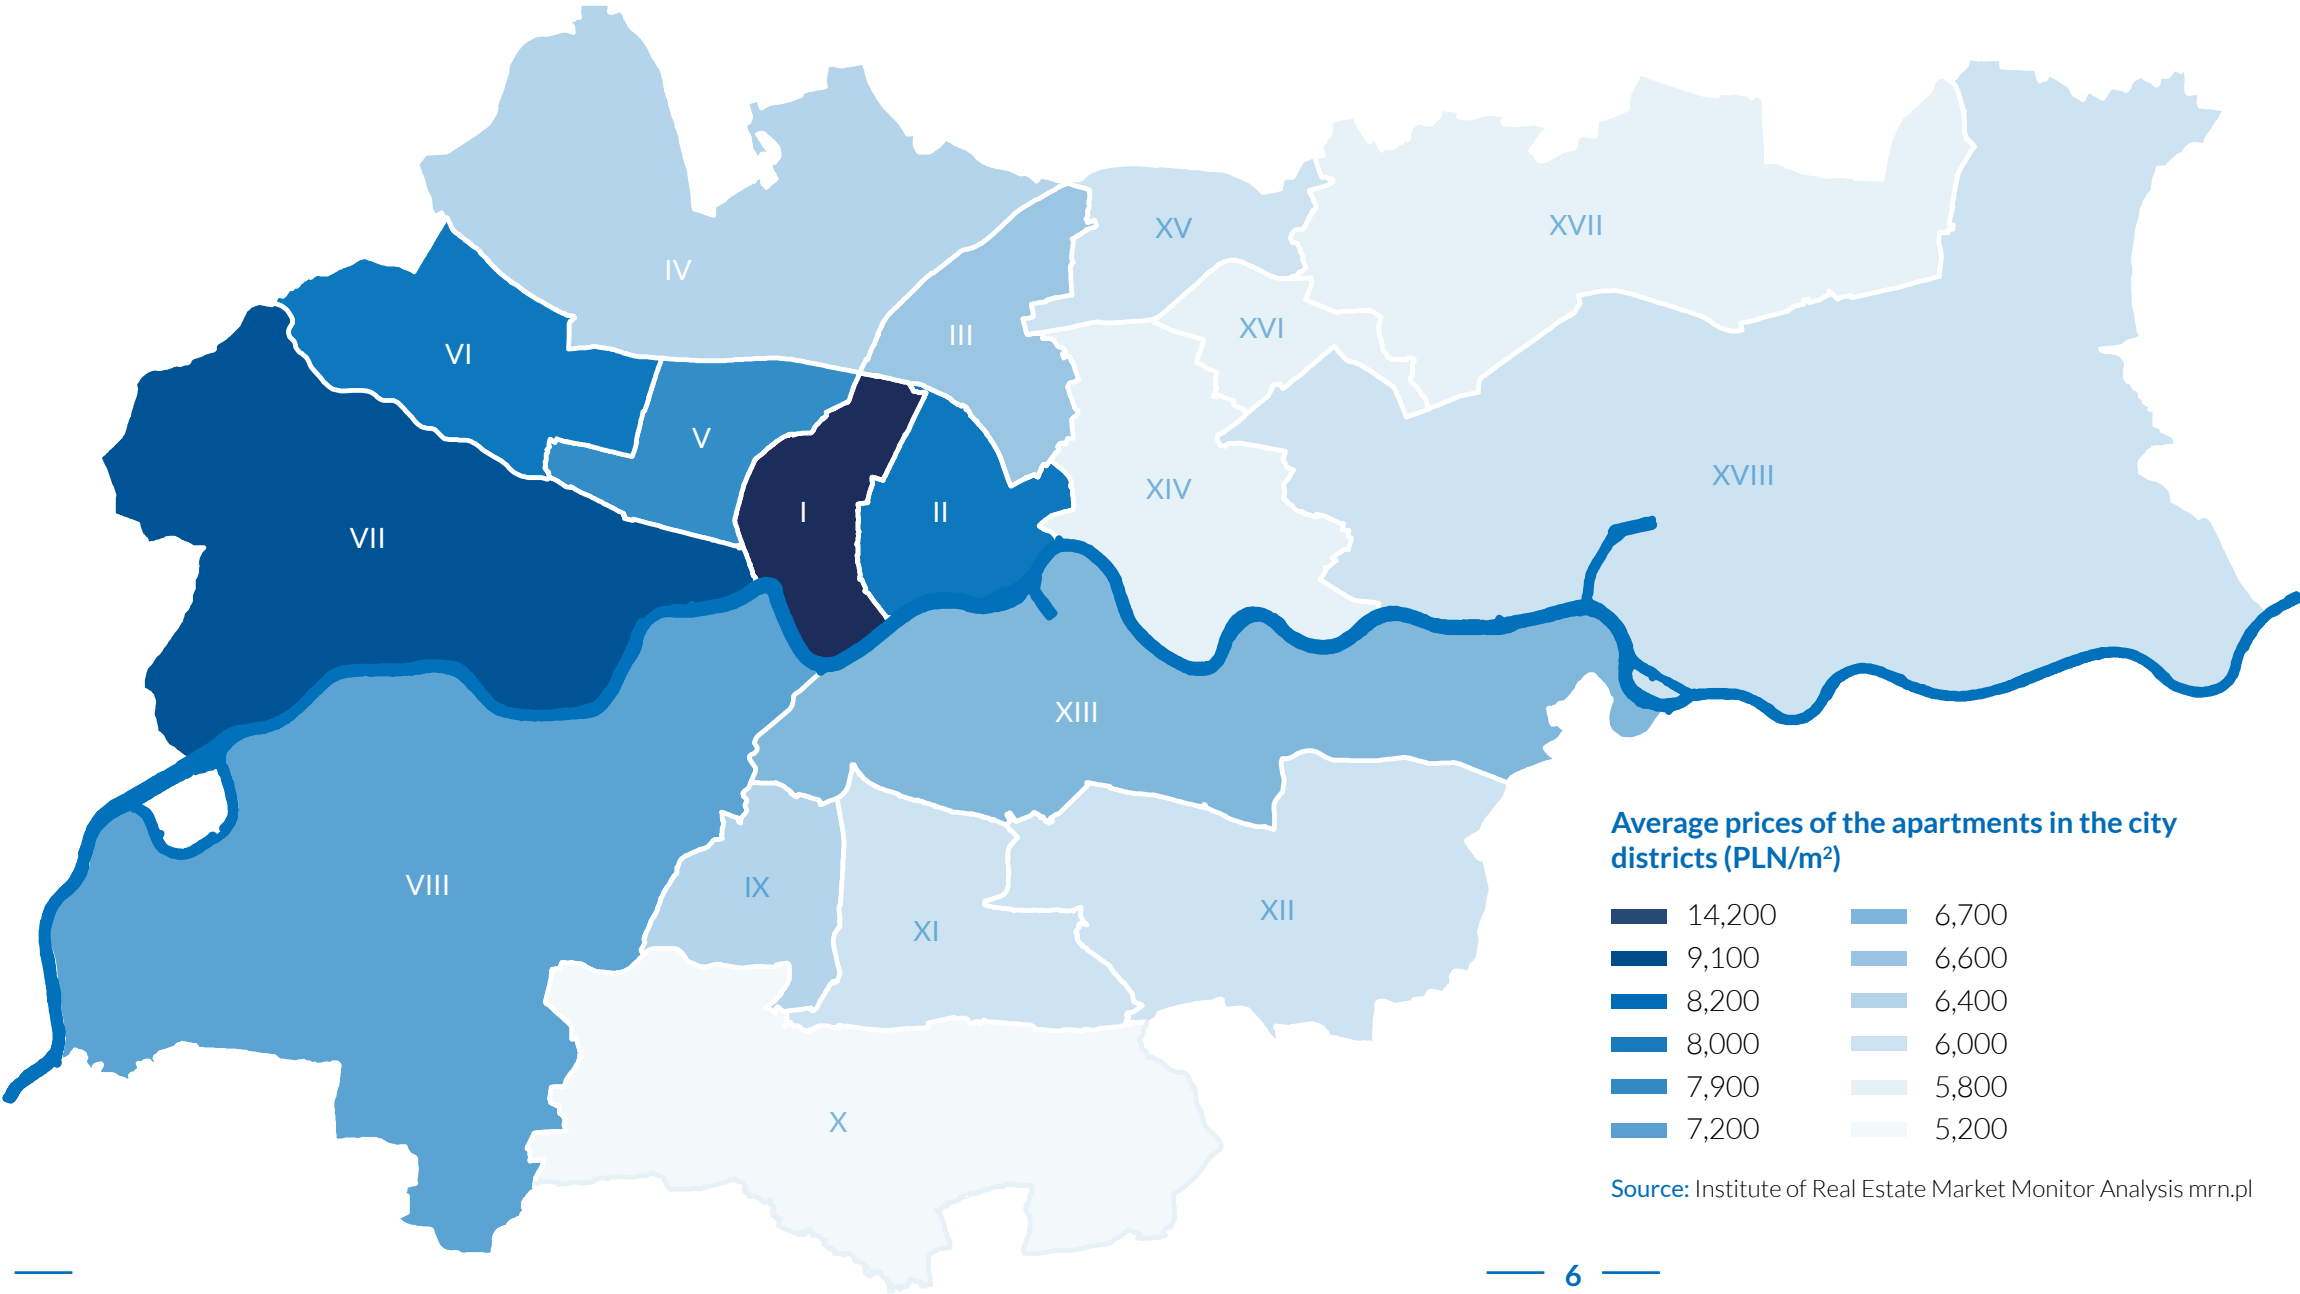 IV
XV
XVII
XVI
III
VI
V
XIV
XVIII
I
II
VII
XIII
VIII
IX
XI
XII
X
Average prices of the apartments in the city
districts (PLN/m²)
14,200
9,100
8,200
8,000
7,900
7,200
6,700
6,600
6,400
6,000
5,800
5,200
Source: Institute of Real Estate Market Monitor Analysis mrn.pl
6